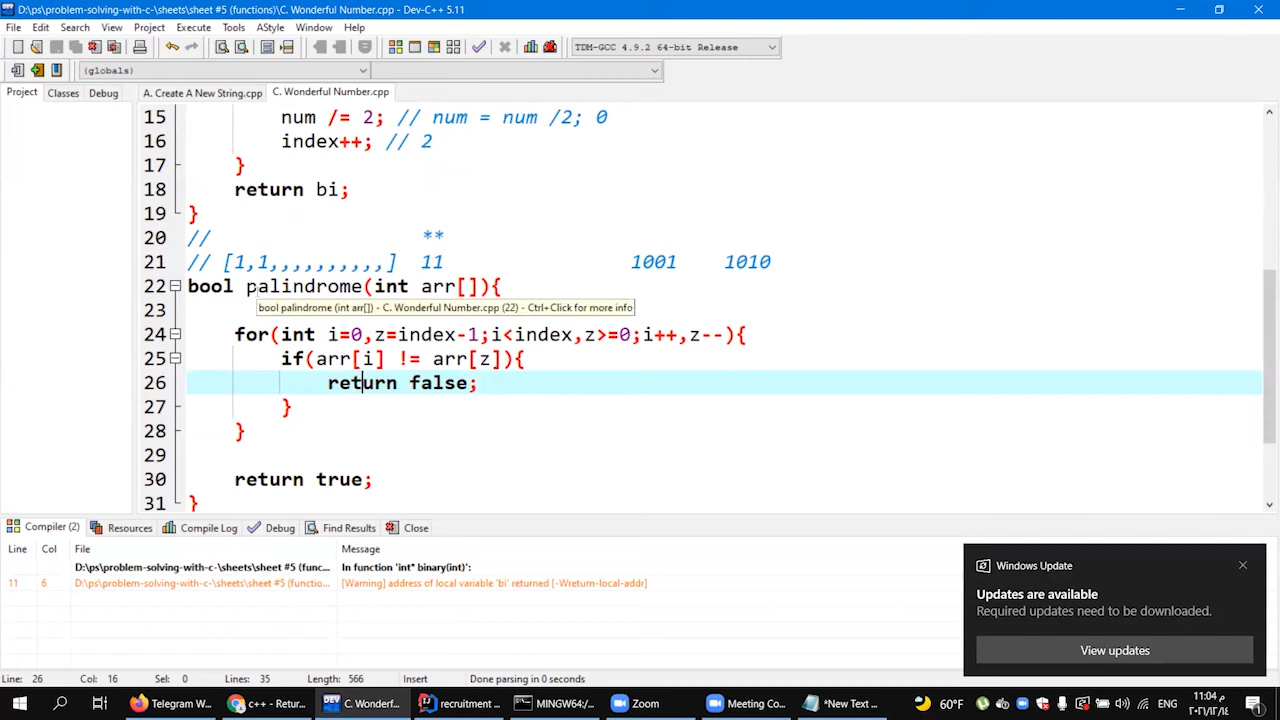 D:\ps\problem-solving-with-c-\sheets\sheet #5 (functions)\C. Wonderful Number.cpp - Dev-C++ 5.11
File Edit Search View Project Execute Tools AStyle Window Help
TDM-GCC 4.9.2 64-bit Release
(globals)
Project Classes Debug
A. Create A New String.cpp C. Wonderful Number.cpp
15 num /= 2; // num = num /2; 0
16 index++; // 2
17 }
18 return bi;
19 }
20 // **
21 // [1,1,,,,,,,,,,] 11 1001 1010
22 bool palindrome(int arr[]){
bool palindrome (int arr[]) - C. Wonderful Number.cpp (22) - Ctrl+Click for more info
23
24 for(int i=0,z=index-1;i<index,z>=0;i++,z--){
25 if(arr[i] != arr[z]){
26 return false;
27 }
28 }
29
30 return true;
31 }
Compiler (2) Resources Compile Log Debug Find Results Close
Line Col File Message
D:\ps\problem-solving-with-c-\sheets\sheet #5 (func... In function 'int* binary(int)':
11 6 D:\ps\problem-solving-with-c-\sheets\sheet #5 (functio... [Warning] address of local variable 'bi' returned [-Wreturn-local-addr]
Windows Update
Updates are available
Required updates need to be downloaded.
View updates
Line: 26 Col: 16 Sel: 0 Lines: 35 Length: 566 Insert Done parsing in 0 seconds
Telegram W... c++ - Retur... C. Wonderf... recruitment ... MINGW64:/... Zoom Meeting Co... *New Text ... 60°F ENG 11:04